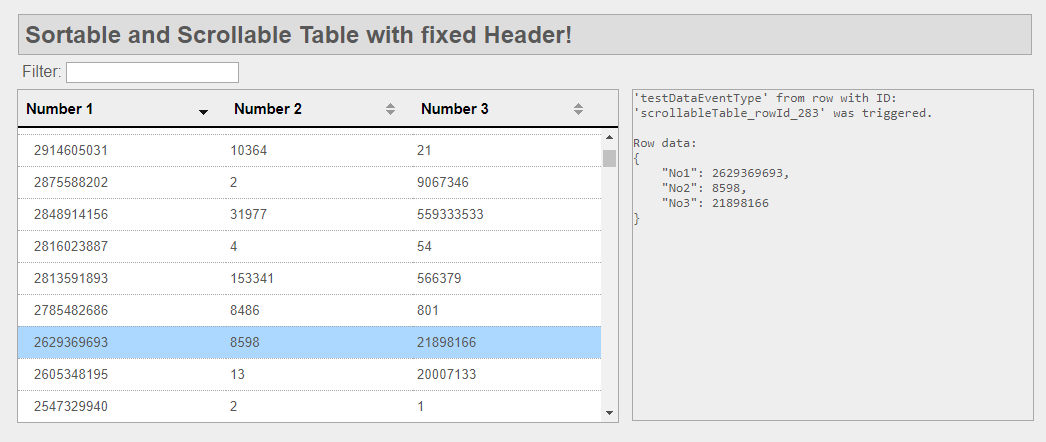 Sortable and Scrollable Table with fixed Header!
Filter:
Number 1 Number 2 Number 3
2914605031 10364 21
2875588202 2 9067346
2848914156 31977 559333533
2816023887 4 54
2813591893 153341 566379
2785482686 8486 801
2629369693 8598 21898166
2605348195 13 20007133
2547329940 2 1
'testDataEventType' from row with ID:
'scrollableTable_rowId_283' was triggered.
Row data:
{
    "No1": 2629369693,
    "No2": 8598,
    "No3": 21898166
}